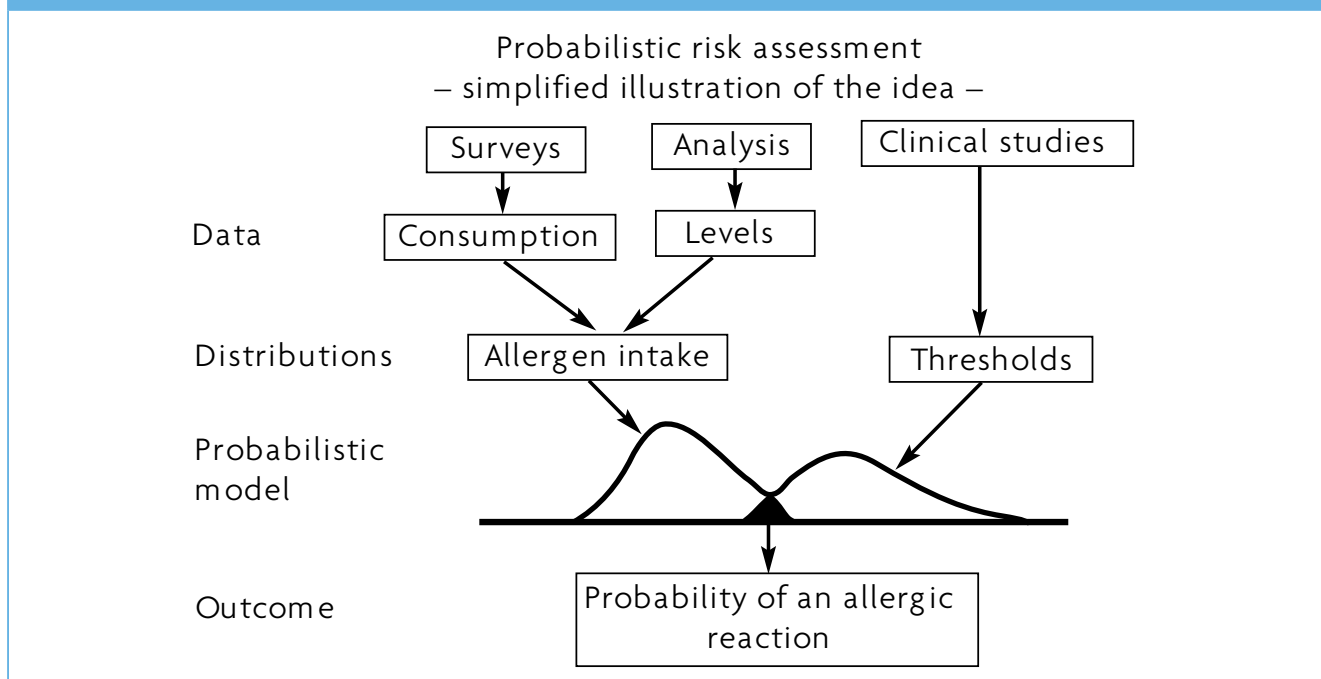 Probabilistic risk assessment
– simplified illustration of the idea –
Surveys
Analysis
Clinical studies
Data
Consumption
Levels
Distributions
Allergen intake
Thresholds
Probabilistic
model
Outcome
Probability of an allergic
reaction